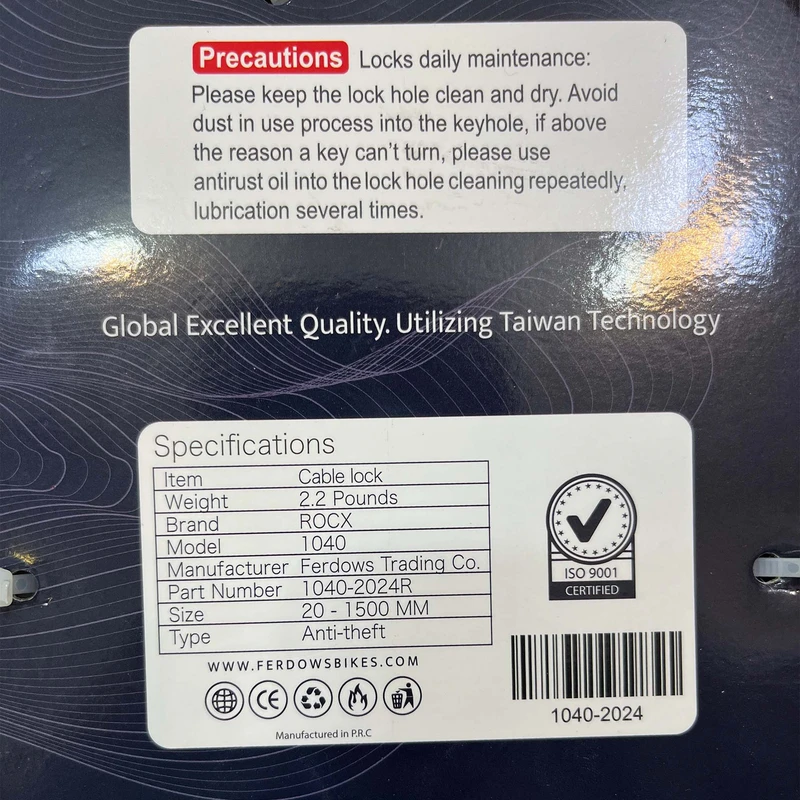 Precautions Locks daily maintenance:
Please keep the lock hole clean and dry. Avoid
dust in use process into the keyhole, if above
the reason a key can't turn, please use
antirust oil into the lock hole cleaning repeatedly,
lubrication several times.
Global Excellent Quality. Utilizing Taiwan Technology
Specifications
Item Cable lock
Weight 2.2 Pounds
Brand ROCX
Model 1040
Manufacturer Ferdows Trading Co.
Part Number 1040-2024R
Size 20 - 1500 MM
Type Anti-theft
ISO 9001
CERTIFIED
WWW.FERDOWSBIKES.COM
CE
Manufactured in P.R.C
1040-2024